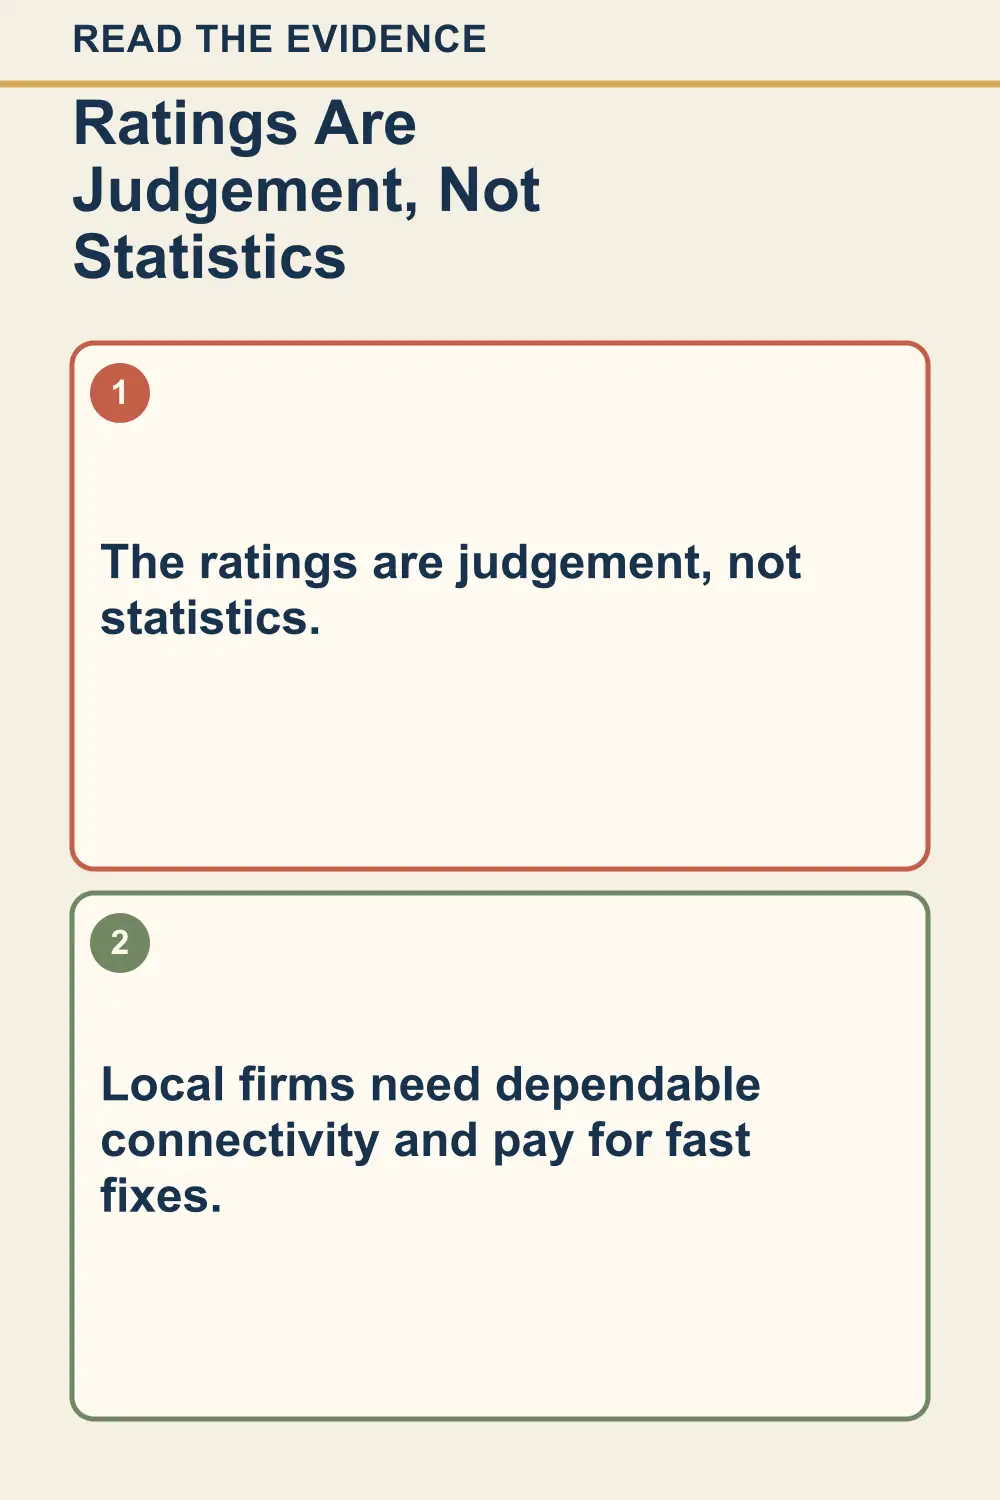 READ THE EVIDENCE
Ratings Are
Judgement, Not
Statistics
1
The ratings are judgement, not
statistics.
2
Local firms need dependable
connectivity and pay for fast
fixes.